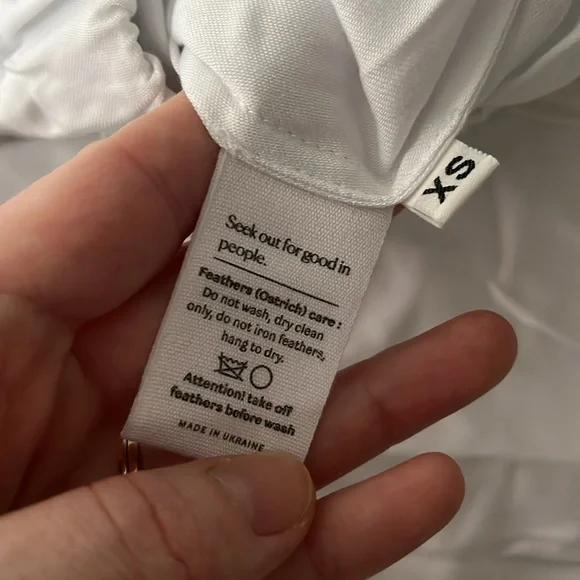 XS
Seek out for good in
people.
Feathers (Ostrich) care :
Do not wash, dry clean
only, do not iron feathers,
hang to dry.
Attention! take off
feathers before wash
MADE IN UKRAINE